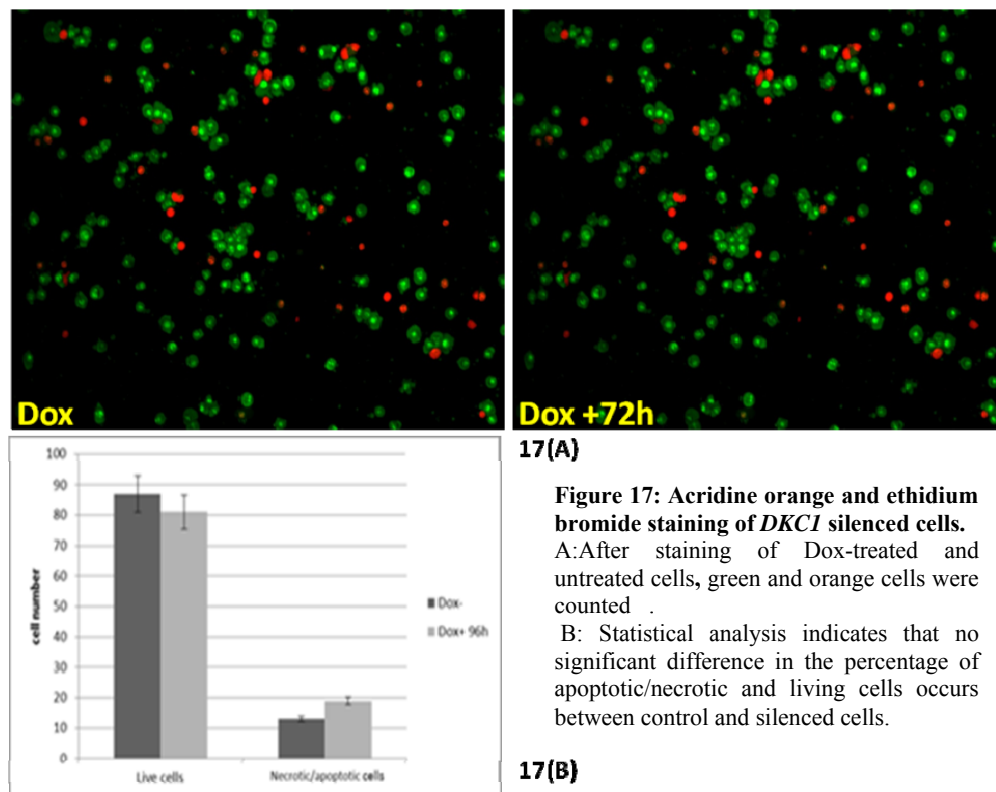 Dox
Dox +72h
17(A)
Figure 17: Acridine orange and ethidium
bromide staining of DKC1 silenced cells.
A:After staining of Dox-treated and
untreated cells, green and orange cells were
counted .
B: Statistical analysis indicates that no
significant difference in the percentage of
apoptotic/necrotic and living cells occurs
between control and silenced cells.
17(B)
100
90
80
70
60
50
40
30
20
10
0
cell number
Live cells
Necrotic/apoptotic cells
Dox-
Dox+ 96h